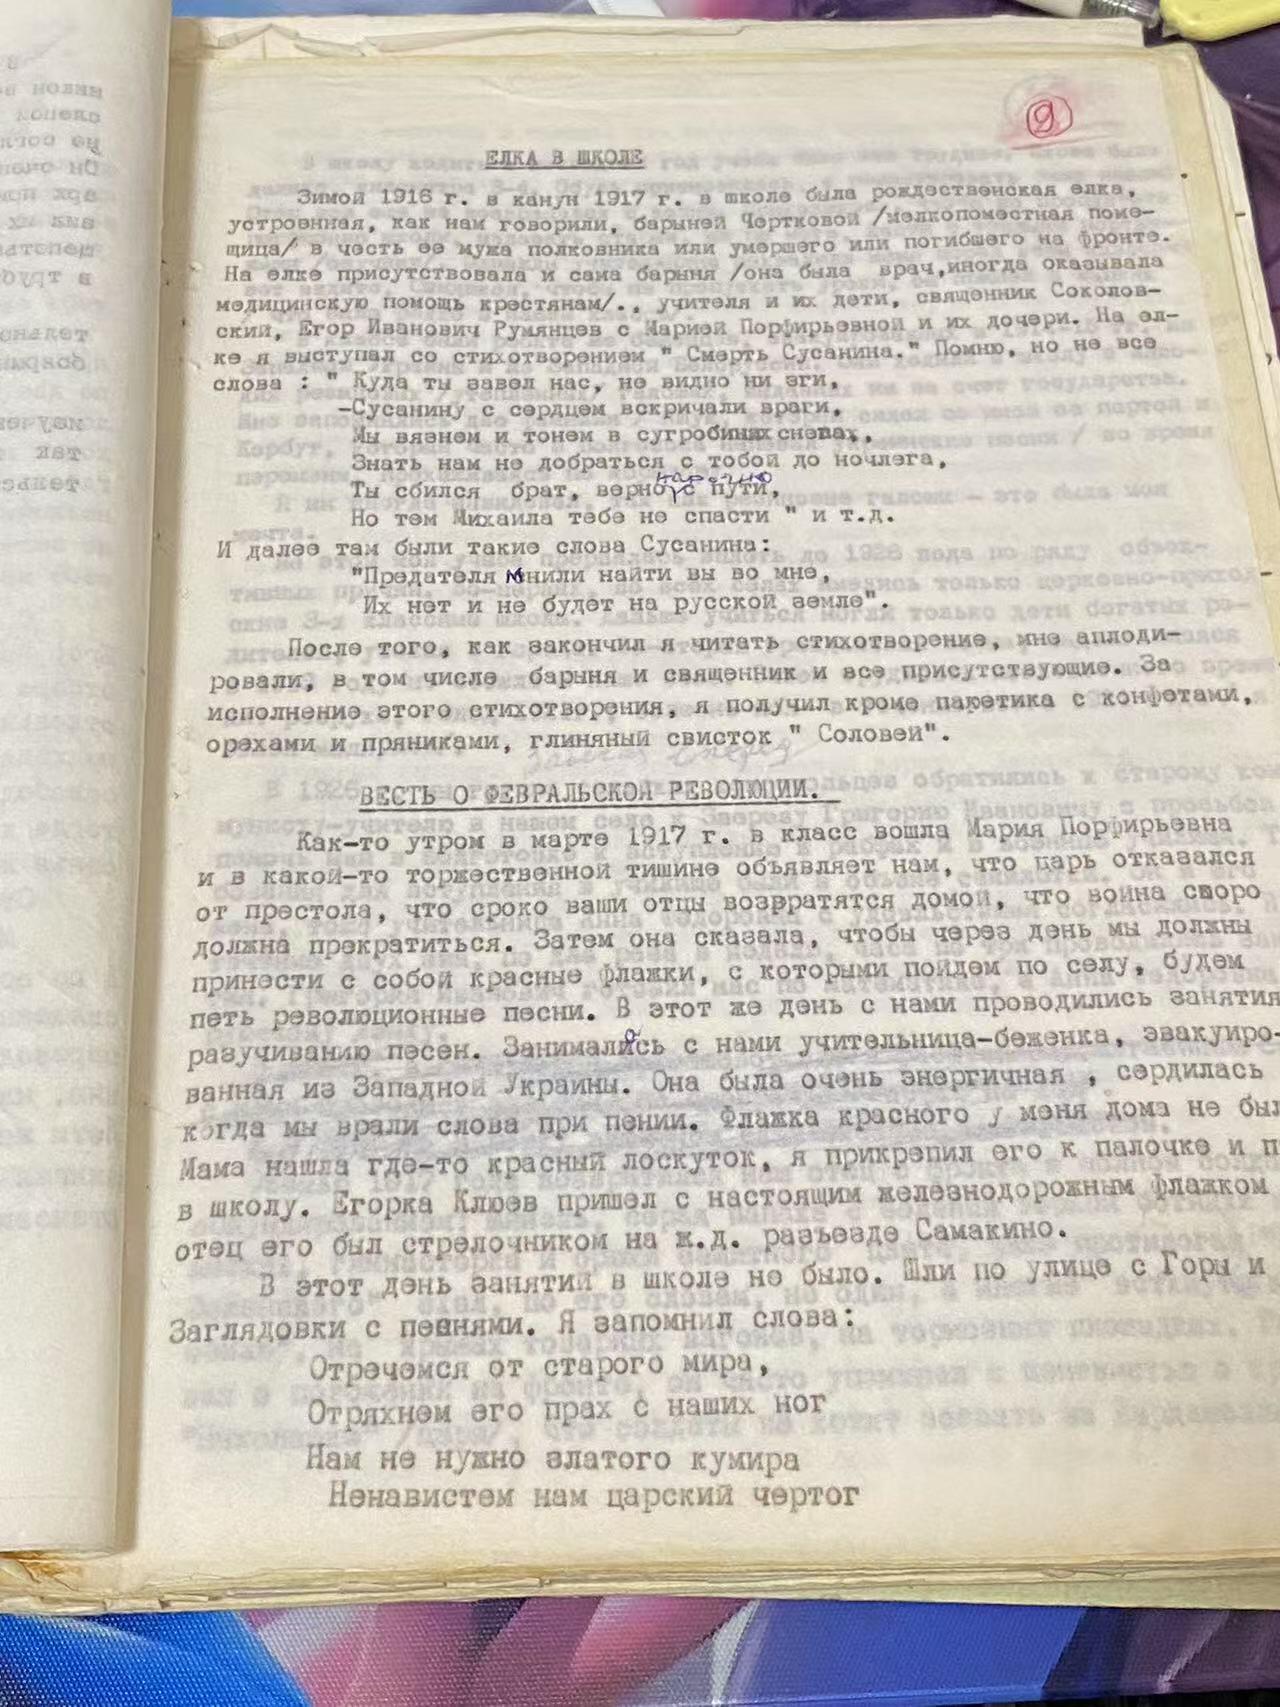 9
ЕЛКА В ШКОЛЕ
Зимой 1916 г. в канун 1917 г. в школе была рождественская елка,
устроенная, как нам говорили, барыней Чертковой /мелкопоместная поме-
щица/ в честь ее мужа полковника или умершего или погибшего на фронте.
На елке присутствовала и сама барыня /она была врач,иногда оказывала
медицинскую помощь крестянам/., учителя и их дети, священник Соколов-
ский, Егор Иванович Румянцев с Марией Порфирьевной и их дочери. На ел-
ке я выступал со стихотворением " Смерть Сусанина." Помню, но не все
слова : " Куда ты завел нас, не видно ни зги,
-Сусанину с сердцем вскричали враги,
Мы вязнем и тонем в сугробинах снега,
Знать нам не добраться с тобой до ночлега,
нарочно
Ты сбился брат, верно с пути,
Но тем Михаила тебе не спасти " и т.д.
И далее там были такие слова Сусанина:
"Предателя мнили найти вы во мне,
Их нет и не будет на русской земле".
После того, как закончил я читать стихотворение, мне аплоди-
ровали, в том числе барыня и священник и все присутствующие. За
исполнение этого стихотворения, я получил кроме пакетика с конфетами,
орехами и пряниками, глиняный свисток " Соловей".
ВЕСТЬ О ФЕВРАЛЬСКОЙ РЕВОЛЮЦИИ.
Как-то утром в марте 1917 г. в класс вошла Мария Порфирьевна
и в какой-то торжественной тишине объявляет нам, что царь отказался
от престола, что сроко ваши отцы возвратятся домой, что война скоро
должна прекратиться. Затем она сказала, чтобы через день мы должны
принести с собой красные флажки, с которыми пойдем по селу, будем
петь революционные песни. В этот же день с нами проводились занятия
разучиванию песен. Занималась с нами учительница-беженка, эвакуиро-
ванная из Западной Украины. Она была очень энергичная , сердилась
когда мы врали слова при пении. Флажка красного у меня дома не был
Мама нашла где-то красный лоскуток, я прикрепил его к палочке и п
в школу. Егорка Клюев пришел с настоящим железнодорожным флажком
отец его был стрелочником на ж.д. разъезде Самакино.
В этот день занятий в школе не было. Шли по улице с Горы и
Заглядовки с песнями. Я запомнил слова:
Отречемся от старого мира,
Отряхнем его прах с наших ног
Нам не нужно златого кумира
Ненавистем нам царский чертог